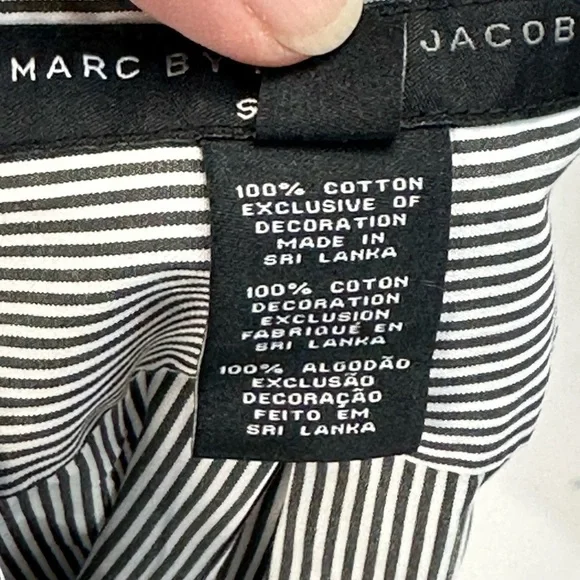 MARC BY JACOB
S
100% COTTON
EXCLUSIVE OF
DECORATION
MADE IN
SRI LANKA
100% COTON
DECORATION
EXCLUSION
FABRIQUÉ EN
SRI LANKA
100% ALGODÃO
EXCLUSÃO
DECORAÇÃO
FEITO EM
SRI LANKA